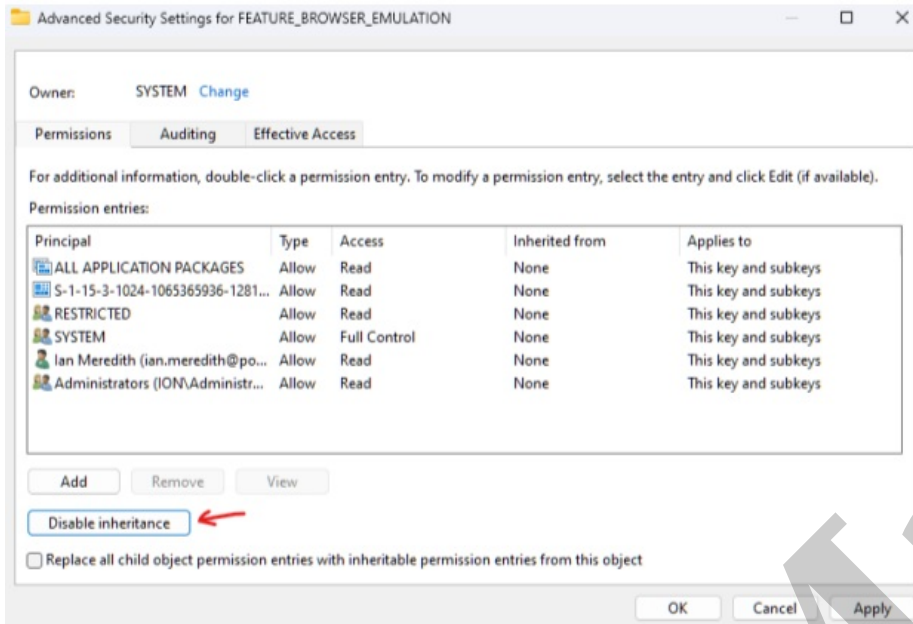 Advanced Security Settings for FEATURE_BROWSER_EMULATION
Owner: SYSTEM Change
Permissions Auditing Effective Access
For additional information, double-click a permission entry. To modify a permission entry, select the entry and click Edit (if available).
Permission entries:
Principal Type Access Inherited from Applies to
ALL APPLICATION PACKAGES Allow Read None This key and subkeys
S-1-15-3-1024-1065365936-1281... Allow Read None This key and subkeys
RESTRICTED Allow Read None This key and subkeys
SYSTEM Allow Full Control None This key and subkeys
Ian Meredith (ian.meredith@po... Allow Read None This key and subkeys
Administrators (ION\Administr... Allow Read None This key and subkeys
Add Remove View
Disable inheritance
Replace all child object permission entries with inheritable permission entries from this object
OK Cancel Apply